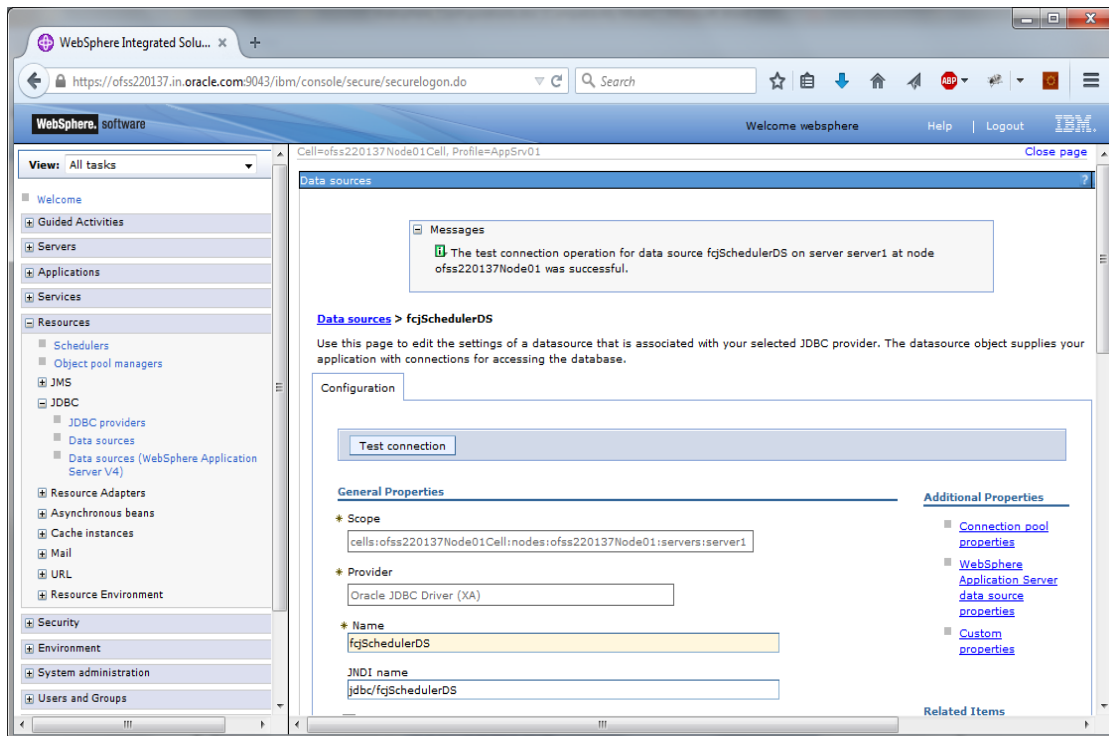 WebSphere Integrated Solu... ×
https://ofss220137.in.oracle.com:9043/ibm/console/secure/securelogon.do
Search
ABP
WebSphere. software
Welcome websphere
Help | Logout
IBM.
View: All tasks
Welcome
Guided Activities
Servers
Applications
Services
Resources
Schedulers
Object pool managers
JMS
JDBC
JDBC providers
Data sources
Data sources (WebSphere Application
Server V4)
Resource Adapters
Asynchronous beans
Cache instances
Mail
URL
Resource Environment
Security
Environment
System administration
Users and Groups
Cell=ofss220137Node01Cell, Profile=AppSrv01
Close page
Data sources
?
Messages
The test connection operation for data source fcjSchedulerDS on server server1 at node
ofss220137Node01 was successful.
Data sources > fcjSchedulerDS
Use this page to edit the settings of a datasource that is associated with your selected JDBC provider. The datasource object supplies your
application with connections for accessing the database.
Configuration
Test connection
General Properties
* Scope
cells:ofss220137Node01Cell:nodes:ofss220137Node01:servers:server1
* Provider
Oracle JDBC Driver (XA)
* Name
fcjSchedulerDS
JNDI name
jdbc/fcjSchedulerDS
Additional Properties
Connection pool
properties
WebSphere
Application Server
data source
properties
Custom
properties
Related Items